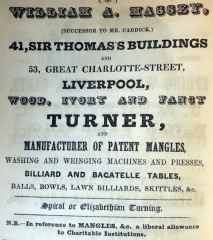 WILLIAM A. MASSEY,
(SUCCESSOR TO MR. CADDICK.)
41, SIR THOMAS'S BUILDINGS
AND
53, GREAT CHARLOTTE-STREET,
LIVERPOOL,
WOOD, IVORY AND FANCY
TURNER,
AND
MANUFACTURER OF PATENT MANGLES,
WASHING AND WRINGING MACHINES AND PRESSES,
BILLIARD AND BAGATELLE TABLES,
BALLS, BOWLS, LAWN BILLIARDS, SKITTLES, &c.
Spiral or Elizabethian Turning.
N.B.—In reference to MANGLES, &c. a liberal allowance
to Charitable Institutions.